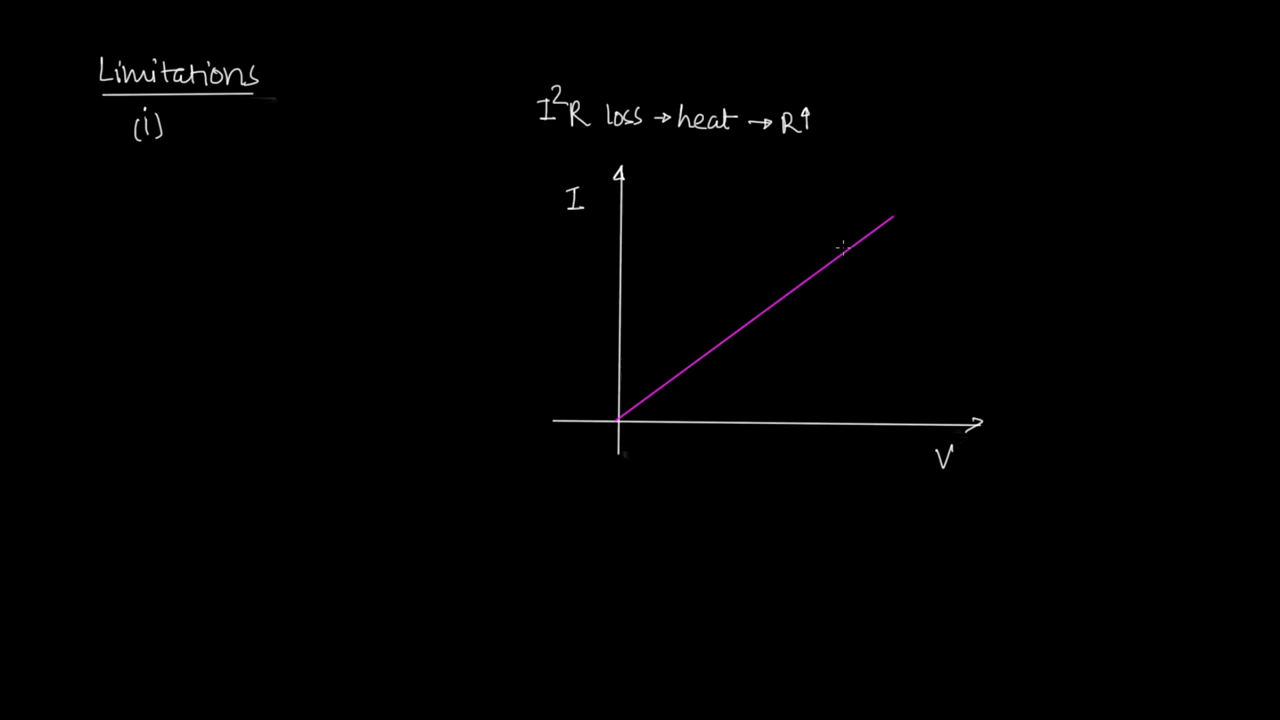 Limitations
(i)
I²R loss → heat → R↑
I
V